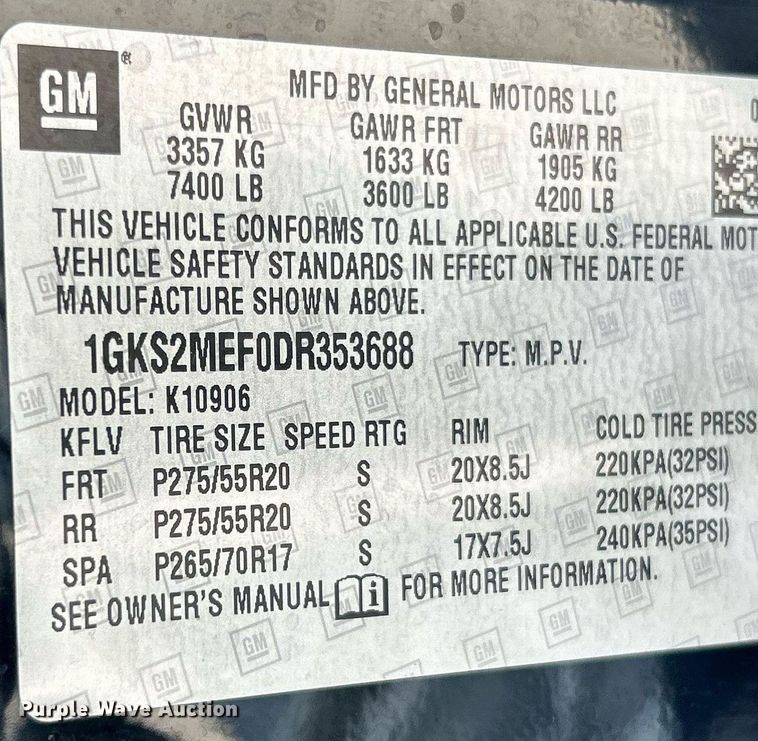 GM
MFD BY GENERAL MOTORS LLC
GVWR GAWR FRT GAWR RR
3357 KG 1633 KG 1905 KG
7400 LB 3600 LB 4200 LB
THIS VEHICLE CONFORMS TO ALL APPLICABLE U.S. FEDERAL MOT
VEHICLE SAFETY STANDARDS IN EFFECT ON THE DATE OF
MANUFACTURE SHOWN ABOVE.
1GKS2MEF0DR353688 TYPE: M.P.V.
MODEL: K10906
KFLV TIRE SIZE SPEED RTG RIM COLD TIRE PRESS
FRT P275/55R20 S 20X8.5J 220KPA(32PSI)
RR P275/55R20 S 20X8.5J 220KPA(32PSI)
SPA P265/70R17 S 17X7.5J 240KPA(35PSI)
SEE OWNER'S MANUAL i FOR MORE INFORMATION.
Purple Wave Auction